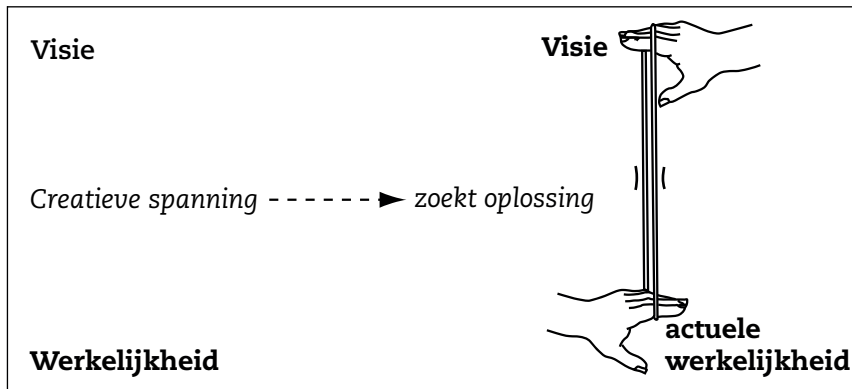 Visie
Visie
Creatieve spanning
zoekt oplossing
actuele
werkelijkheid
Werkelijkheid